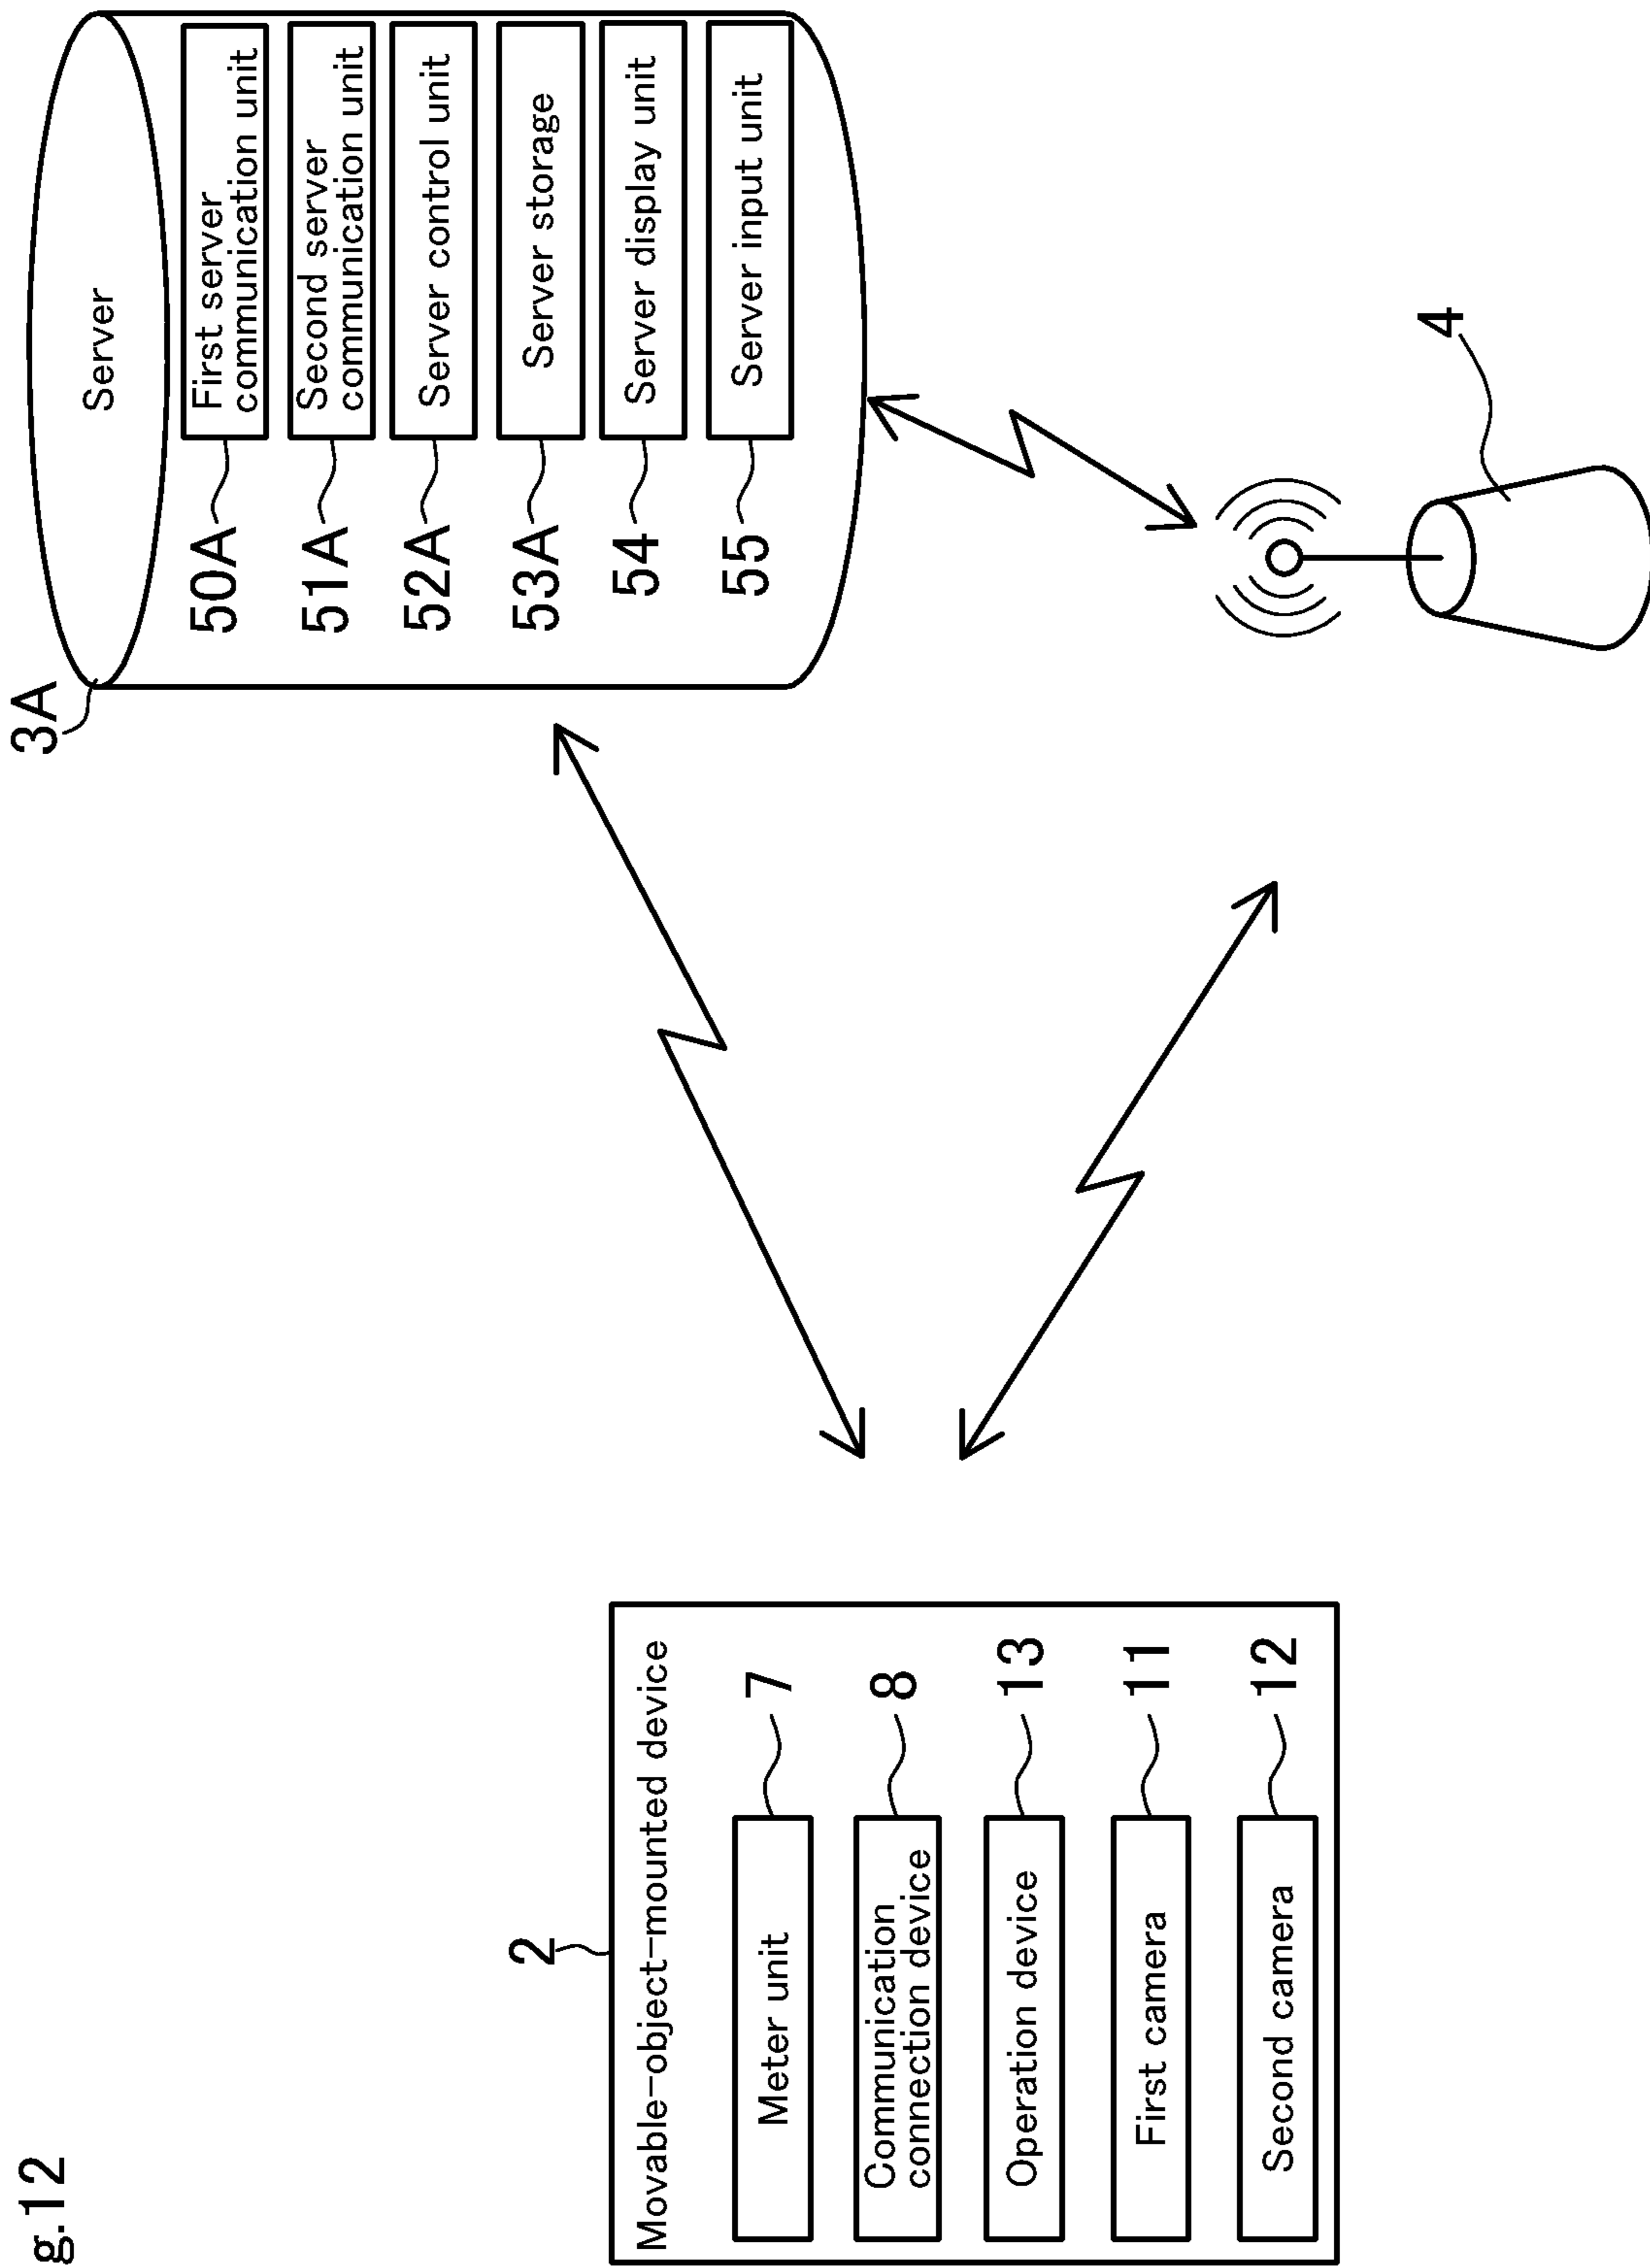 g.12
2
Movable-object-mounted device
Meter unit
7
Communication
connection device
8
Operation device
13
First camera
11
Second camera
12
3A
Server
50A
First server
communication unit
51A
Second server
communication unit
52A
Server control unit
53A
Server storage
54
Server display unit
55
Server input unit
4